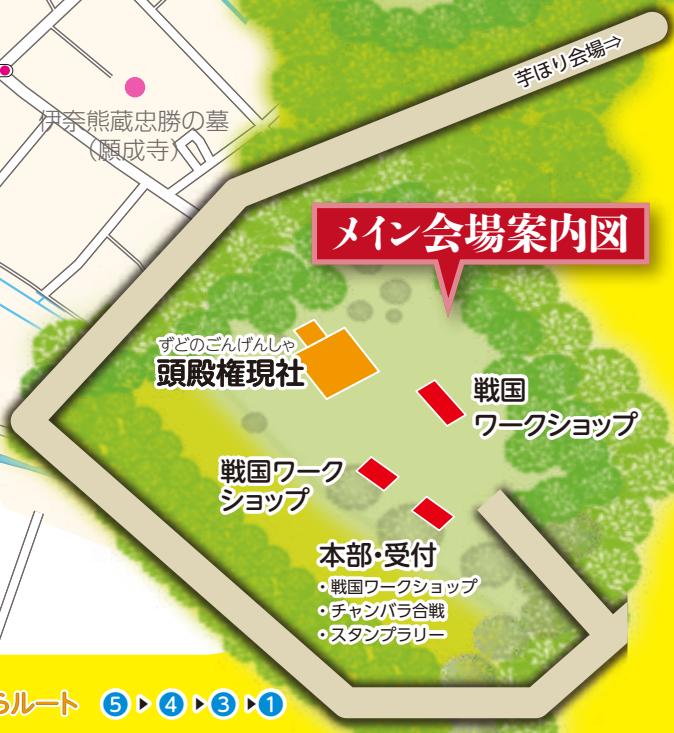 芋ほり会場⇒
伊奈熊蔵忠勝の墓
（願成寺）
メイン会場案内図
ずどのごんげんしゃ
頭殿権現社
戦国
ワークショップ
戦国ワーク
ショップ
本部・受付
・戦国ワークショップ
・チャンバラ合戦
・スタンプラリー
らルート 5 ▶ 4 ▶ 3 ▶ 1